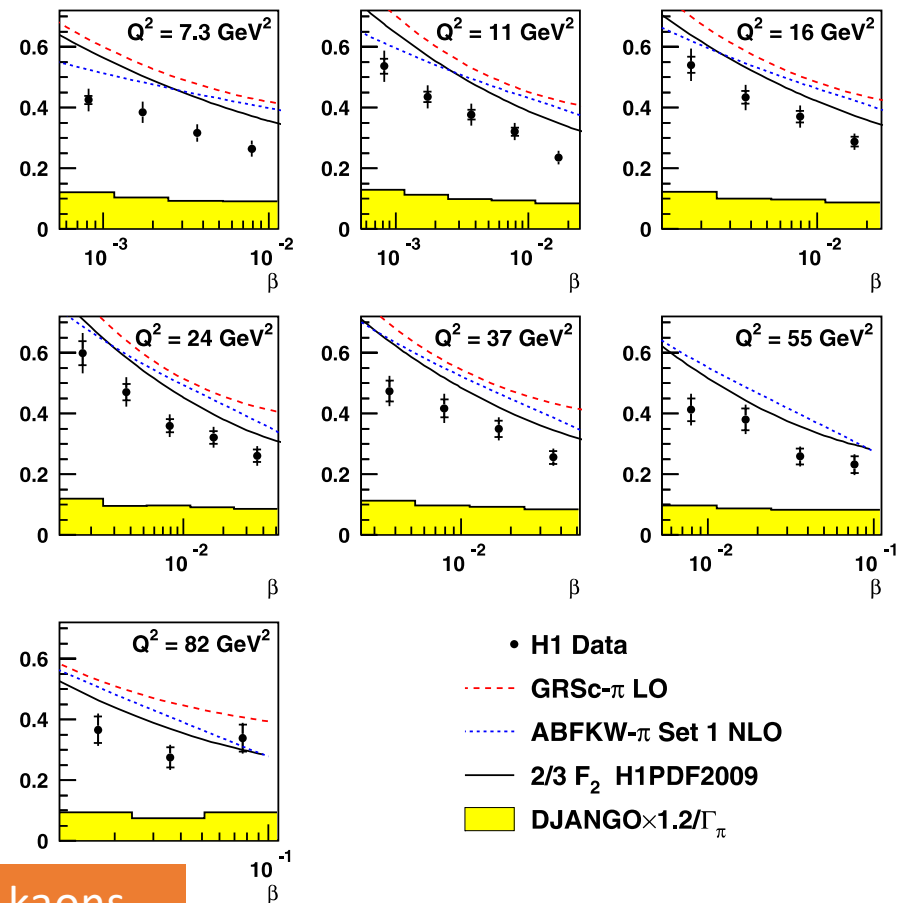 Q² = 7.3 GeV² Q² = 11 GeV² Q² = 16 GeV²
0.6 0.6 0.6
0.4 0.4 0.4
0.2 0.2 0.2
0 0 0
10⁻³ 10⁻² 10⁻³ 10⁻² 10⁻²
β β β
Q² = 24 GeV² Q² = 37 GeV² Q² = 55 GeV²
0.6 0.6 0.6
0.4 0.4 0.4
0.2 0.2 0.2
0 0 0
10⁻² 10⁻² 10⁻² 10⁻¹
β β β
Q² = 82 GeV²
0.6
0.4
0.2
0
10⁻¹
β
H1 Data
GRSc-π LO
ABFKW-π Set 1 NLO
2/3 F₂ H1PDF2009
DJANGO×1.2/Γπ
kaons